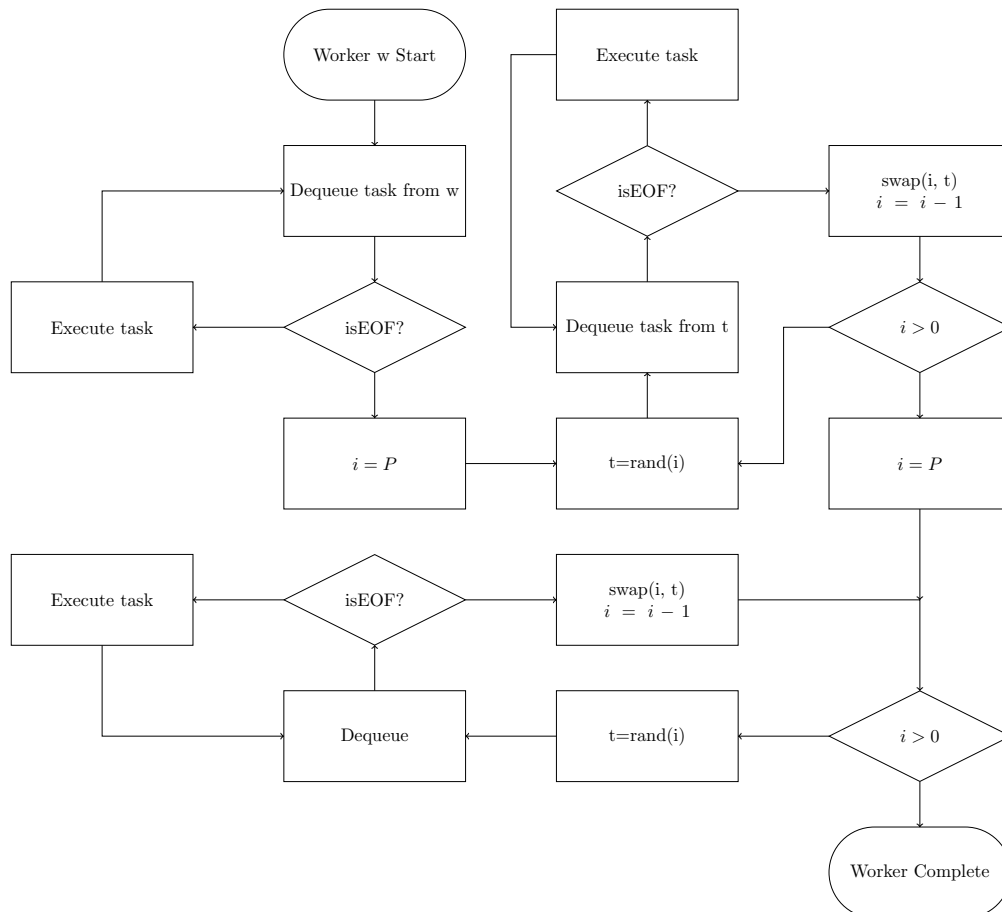 Worker w Start
Execute task
Dequeue task from w
isEOF?
swap(i, t)
i = i − 1
Execute task
isEOF?
Dequeue task from t
i > 0
i = P
t=rand(i)
i = P
Execute task
isEOF?
swap(i, t)
i = i − 1
Dequeue
t=rand(i)
i > 0
Worker Complete